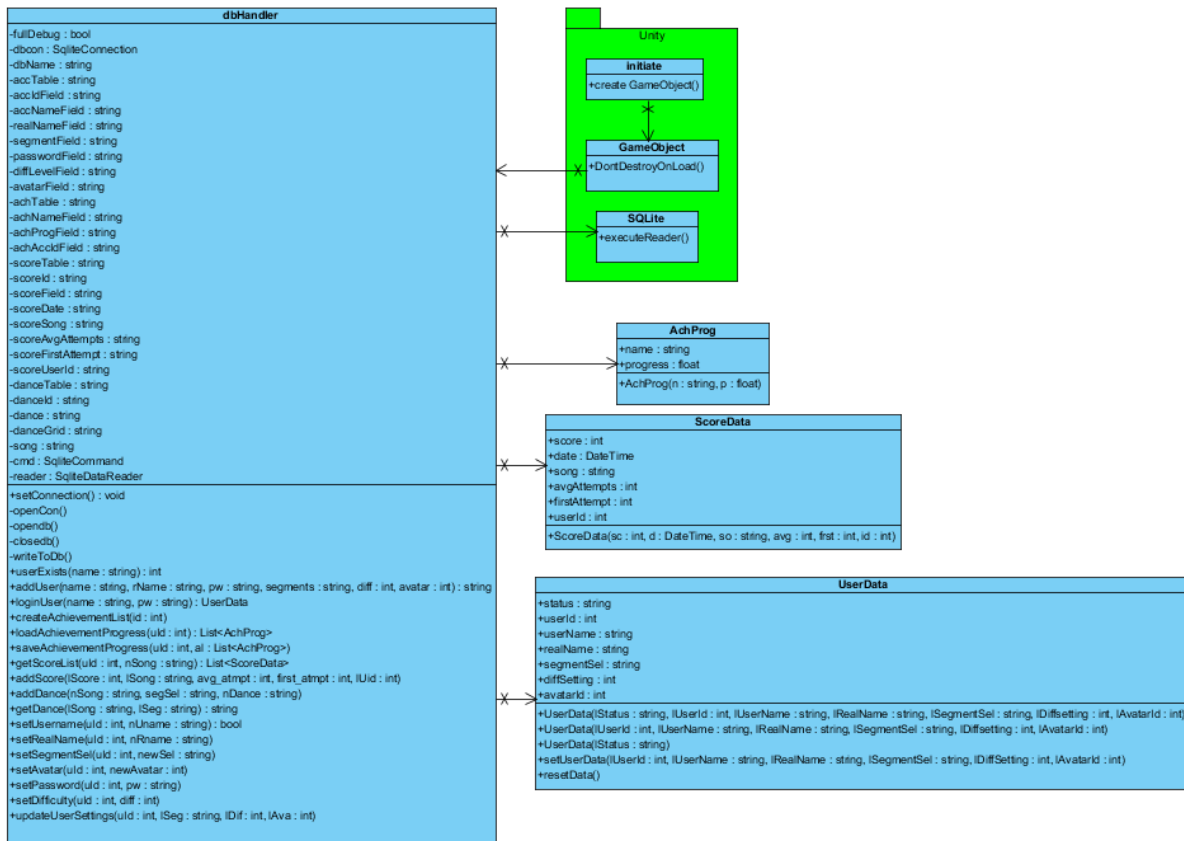 dbHandler
-fullDebug : bool
-dbcon : SqliteConnection
-dbName : string
-accTable : string
-accIdField : string
-accNameField : string
-realNameField : string
-segmentField : string
-passwordField : string
-diffLevelField : string
-avatarField : string
-achTable : string
-achNameField : string
-achProgField : string
-achAccIdField : string
-scoreTable : string
-scoreId : string
-scoreField : string
-scoreDate : string
-scoreSong : string
-scoreAvgAttempts : string
-scoreFirstAttempt : string
-scoreUserId : string
-danceTable : string
-danceId : string
-dance : string
-danceGrid : string
-song : string
-cmd : SqliteCommand
-reader : SqliteDataReader
+setConnection() : void
-openCon()
-opendb()
-closedb()
-writeToDb()
+userExists(name : string) : int
+addUser(name : string, rName : string, pw : string, segments : string, diff : int, avatar : int) : string
+loginUser(name : string, pw : string) : UserData
+createAchievementList(id : int)
+loadAchievementProgress(uId : int) : List<AchProg>
+saveAchievementProgress(uId : int, al : List<AchProg>)
+getScoreList(uId : int, nSong : string) : List<ScoreData>
+addScore(lScore : int, lSong : string, avg_atmpt : int, first_atmpt : int, lUid : int)
+addDance(nSong : string, segSel : string, nDance : string)
+getDance(lSong : string, lSeg : string) : string
+setUsername(uId : int, nUname : string) : bool
+setRealName(uId : int, nRname : string)
+setSegmentSel(uId : int, newSel : string)
+setAvatar(uId : int, newAvatar : int)
+setPassword(uId : int, pw : string)
+setDifficulty(uId : int, diff : int)
+updateUserSettings(uId : int, lSeg : string, lDif : int, lAva : int)
Unity
initiate
+create GameObject()
GameObject
+DontDestroyOnLoad()
SQLite
+executeReader()
AchProg
+name : string
+progress : float
+AchProg(n : string, p : float)
ScoreData
+score : int
+date : DateTime
+song : string
+avgAttempts : int
+firstAttempt : int
+userId : int
+ScoreData(sc : int, d : DateTime, so : string, avg : int, frst : int, id : int)
UserData
+status : string
+userId : int
+userName : string
+realName : string
+segmentSel : string
+diffSetting : int
+avatarId : int
+UserData(lStatus : string, lUserId : int, lUserName : string, lRealName : string, lSegmentSel : string, lDiffsetting : int, lAvatarId : int)
+UserData(lUserId : int, lUserName : string, lRealName : string, lSegmentSel : string, lDiffsetting : int, lAvatarId : int)
+UserData(lStatus : string)
+setUserData(lUserId : int, lUserName : string, lRealName : string, lSegmentSel : string, lDiffSetting : int, lAvatarId : int)
+resetData()